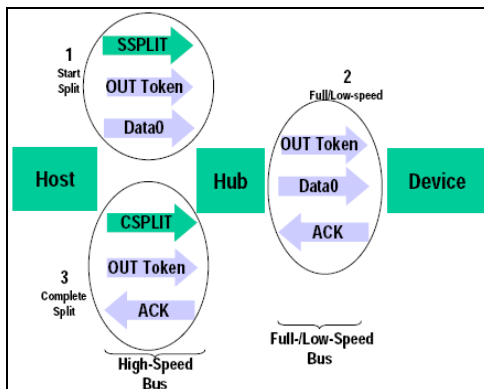 1
Start
Split
SSPLIT
OUT Token
Data0
2
Full/Low-speed
OUT Token
Data0
ACK
Host
Hub
Device
3
Complete
Split
CSPLIT
OUT Token
ACK
High-Speed
Bus
Full-/Low-Speed
Bus